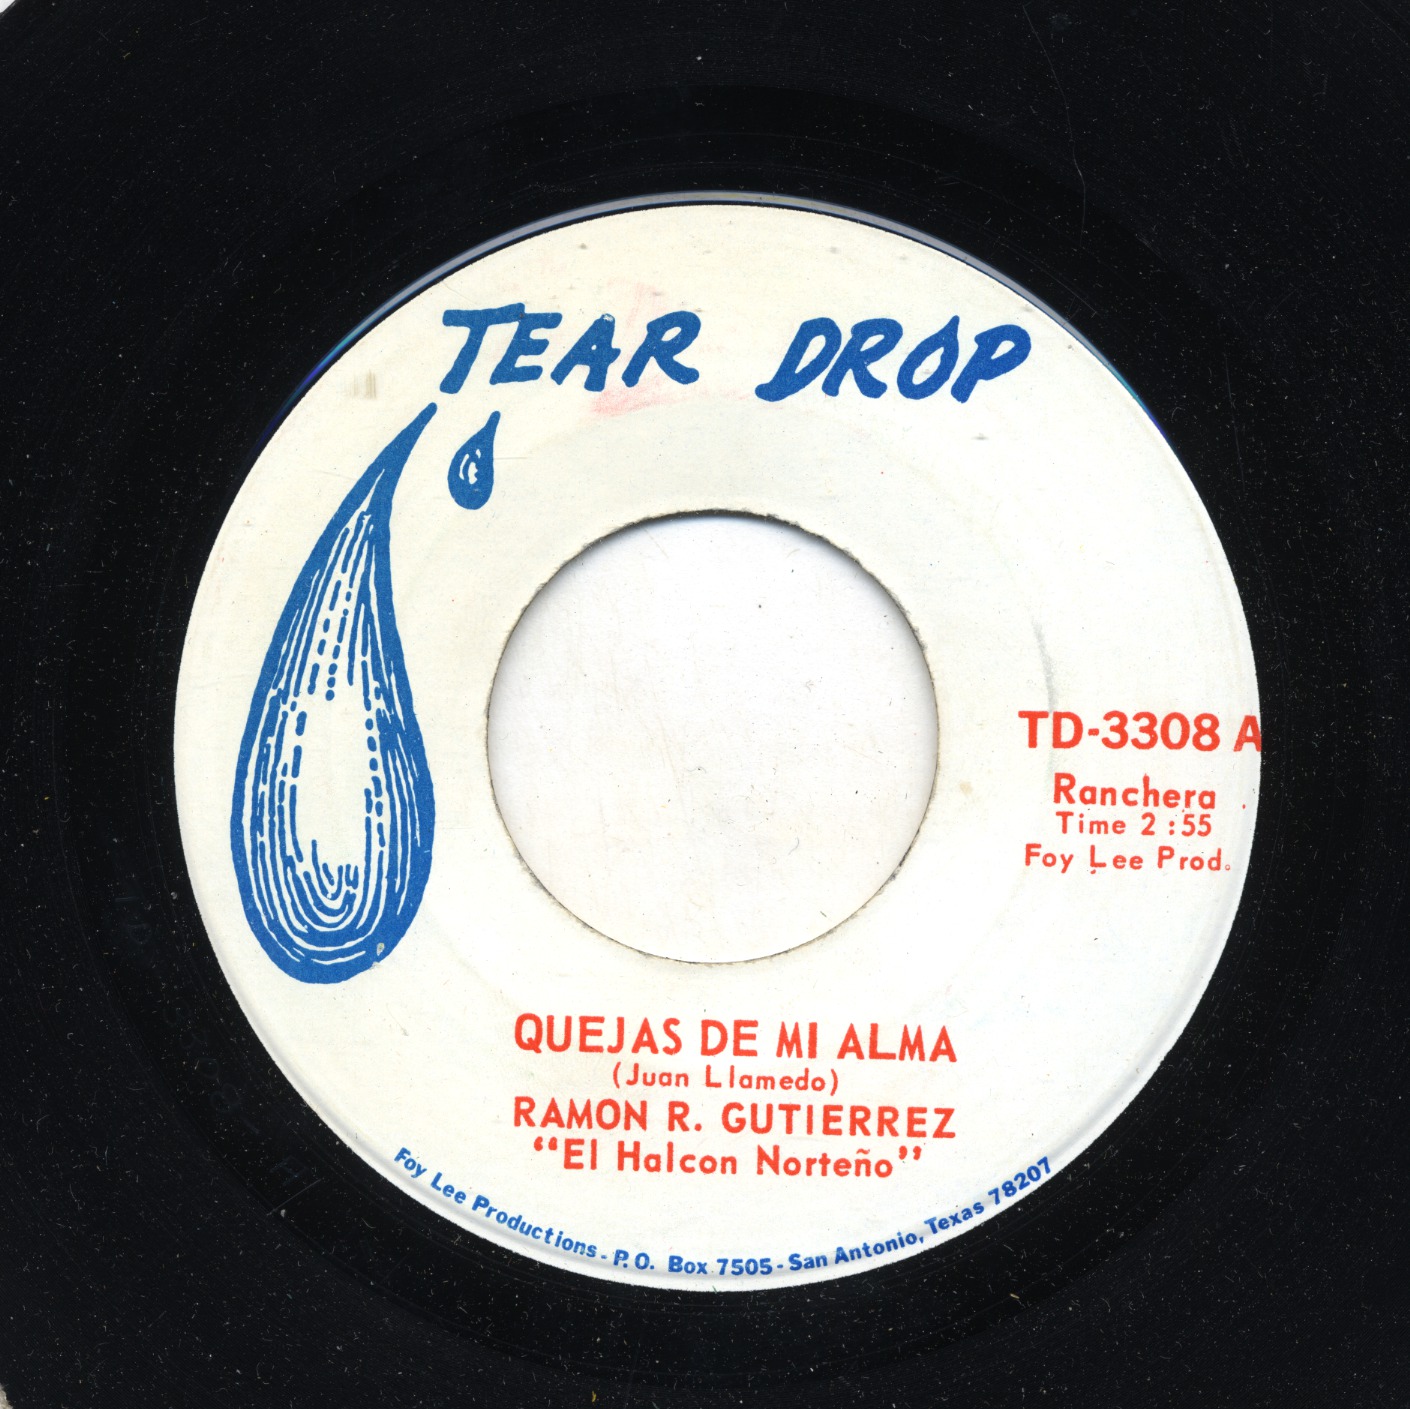 TEAR DROP
TD-3308 A
Ranchera
Time 2:55
Foy Lee Prod.
QUEJAS DE MI ALMA
(Juan Llamedo)
RAMON R. GUTIERREZ
“El Halcon Norteño”
Foy Lee Productions - P.O. Box 7505 - San Antonio, Texas 78207